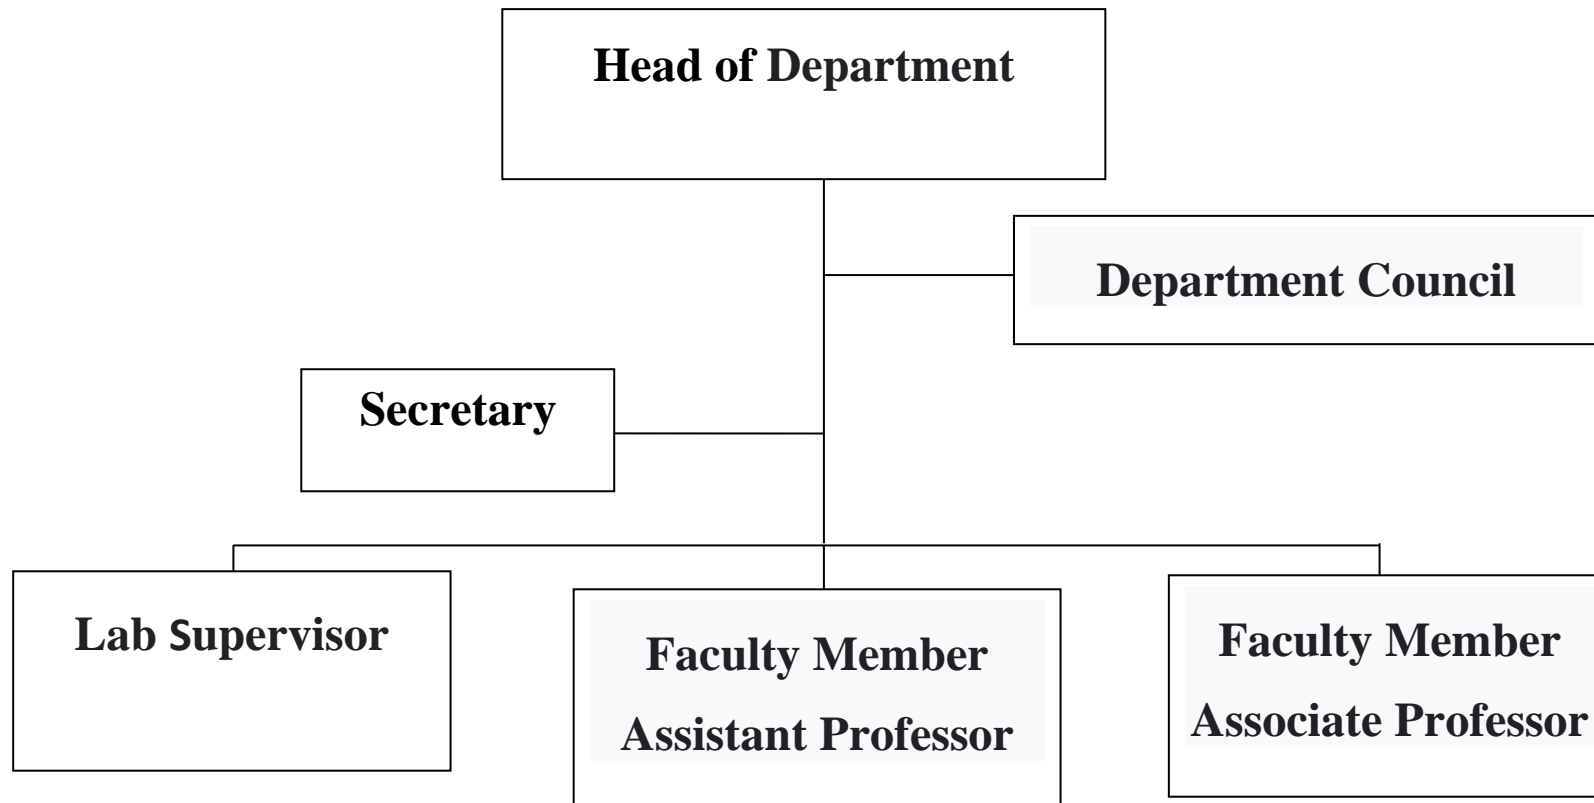 Head of Department
Department Council
Secretary
Lab Supervisor
Faculty Member
Assistant Professor
Faculty Member
Associate Professor